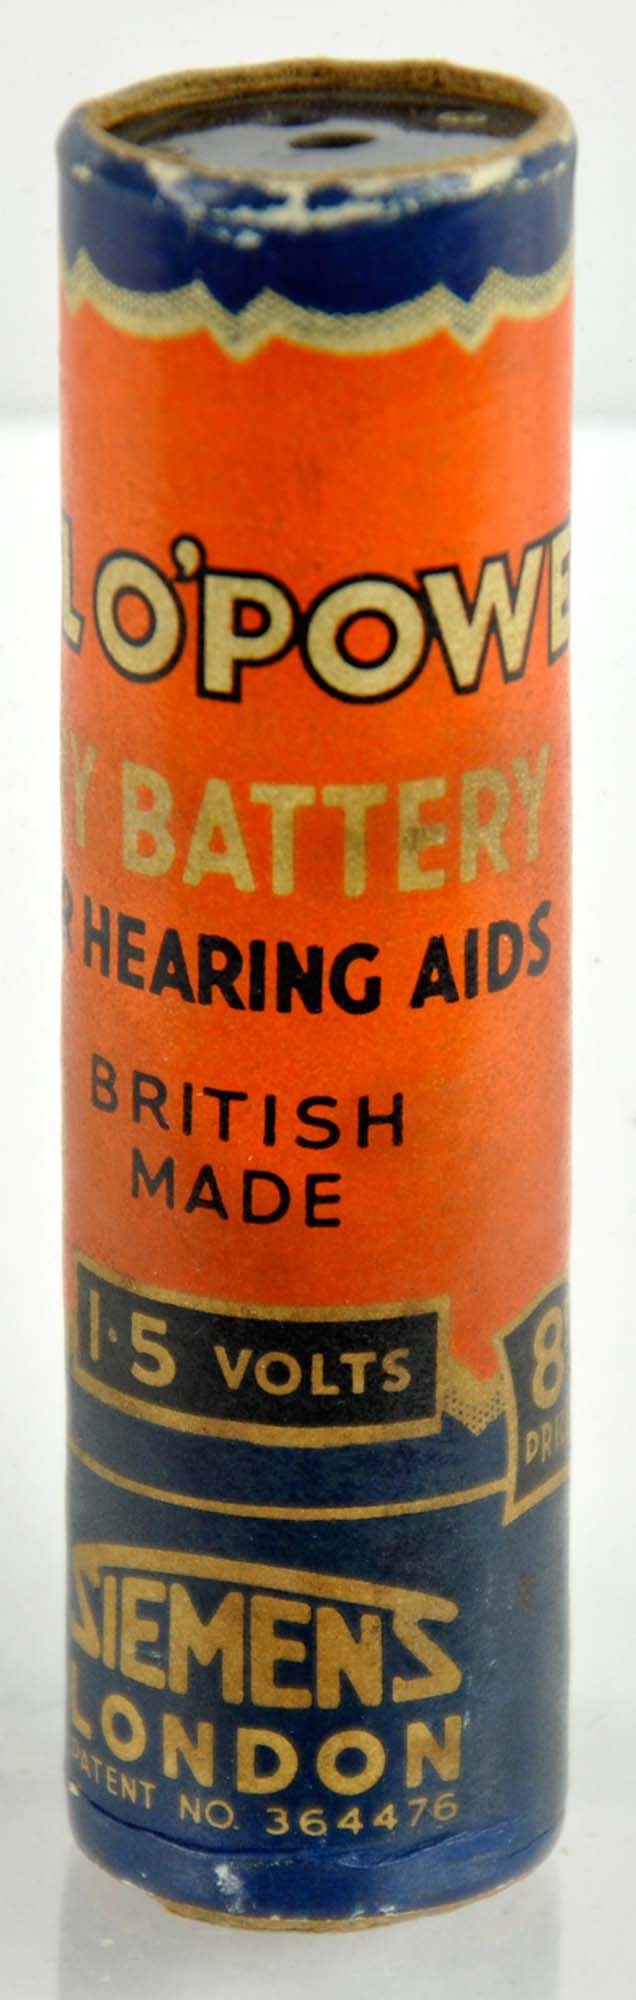 L O'POWE
Y BATTERY
R HEARING AIDS
BRITISH
MADE
1·5 VOLTS
8
SIEMENS
LONDON
PATENT NO. 364476